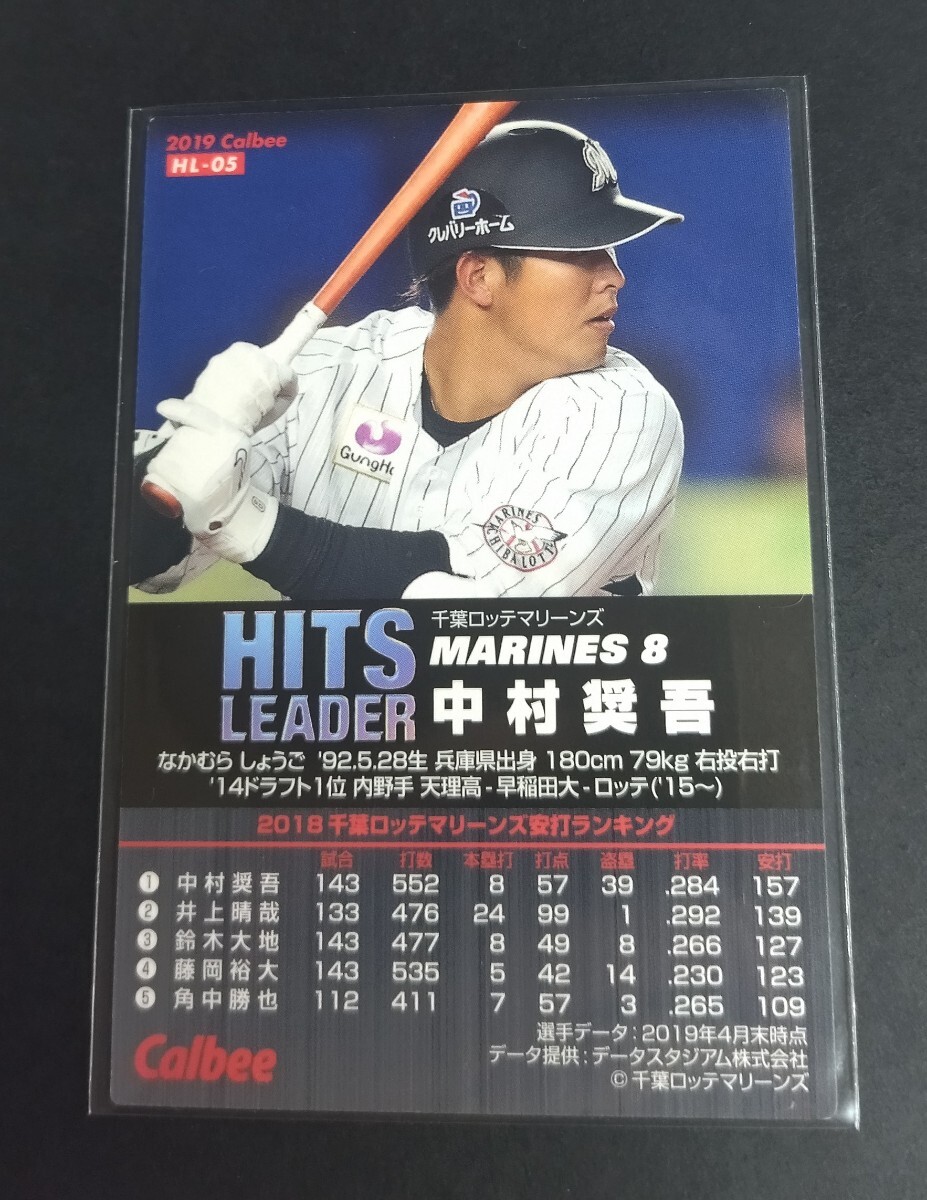 2019 Calbee
HL-05
クレバリーホーム
GungHo
MARINES
CHIBALOTTE
HITS
LEADER
千葉ロッテマリーンズ
MARINES 8
中村奨吾
なかむら しょうご '92.5.28生 兵庫県出身 180cm 79kg 右投右打
'14ドラフト1位 内野手 天理高-早稲田大-ロッテ('15～)
2018千葉ロッテマリーンズ安打ランキング
試合 打数 本塁打 打点 盗塁 打率 安打
❶ 中村奨吾 143 552 8 57 39 .284 157
❷ 井上晴哉 133 476 24 99 1 .292 139
❸ 鈴木大地 143 477 8 49 8 .266 127
❹ 藤岡裕大 143 535 5 42 14 .230 123
❺ 角中勝也 112 411 7 57 3 .265 109
Calbee
選手データ:2019年4月末時点
データ提供:データスタジアム株式会社
©千葉ロッテマリーンズ